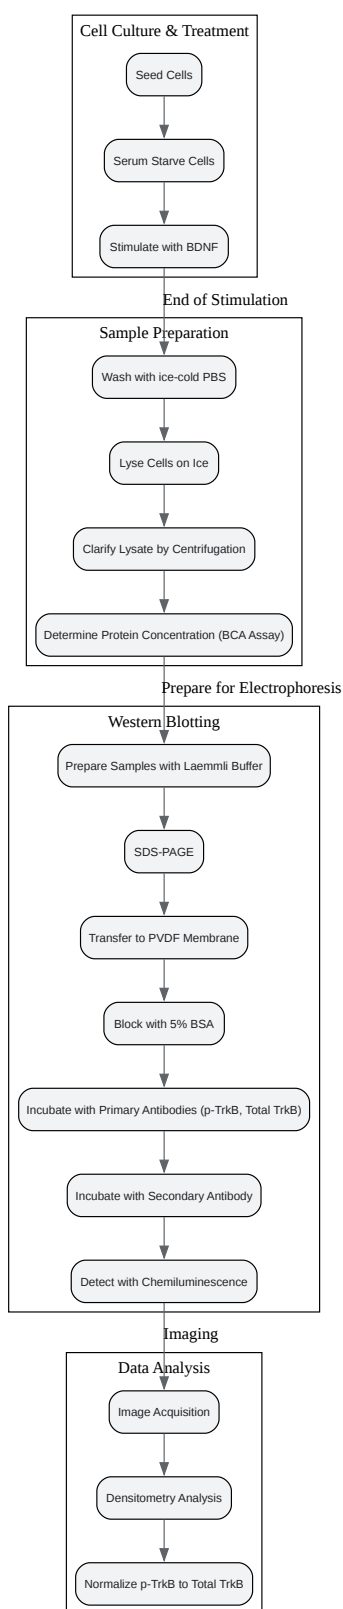 Cell Culture & Treatment
Seed Cells
Serum Starve Cells
Stimulate with BDNF
End of Stimulation
Sample Preparation
Wash with ice-cold PBS
Lyse Cells on Ice
Clarify Lysate by Centrifugation
Determine Protein Concentration (BCA Assay)
Prepare for Electrophoresis
Western Blotting
Prepare Samples with Laemmli Buffer
SDS-PAGE
Transfer to PVDF Membrane
Block with 5% BSA
Incubate with Primary Antibodies (p-TrkB, Total TrkB)
Incubate with Secondary Antibody
Detect with Chemiluminescence
Imaging
Data Analysis
Image Acquisition
Densitometry Analysis
Normalize p-TrkB to Total TrkB